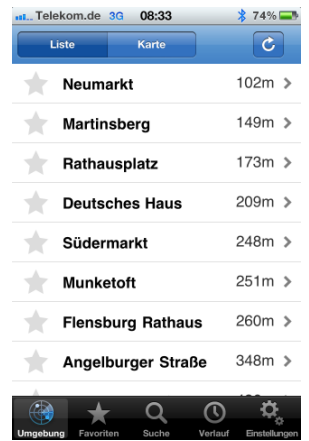 Telekom.de 3G 08:33 74%
Liste Karte
Neumarkt 102m
Martinsberg 149m
Rathausplatz 173m
Deutsches Haus 209m
Südermarkt 248m
Munketoft 251m
Flensburg Rathaus 260m
Angelburger Straße 348m
Umgebung Favoriten Suche Verlauf Einstellungen